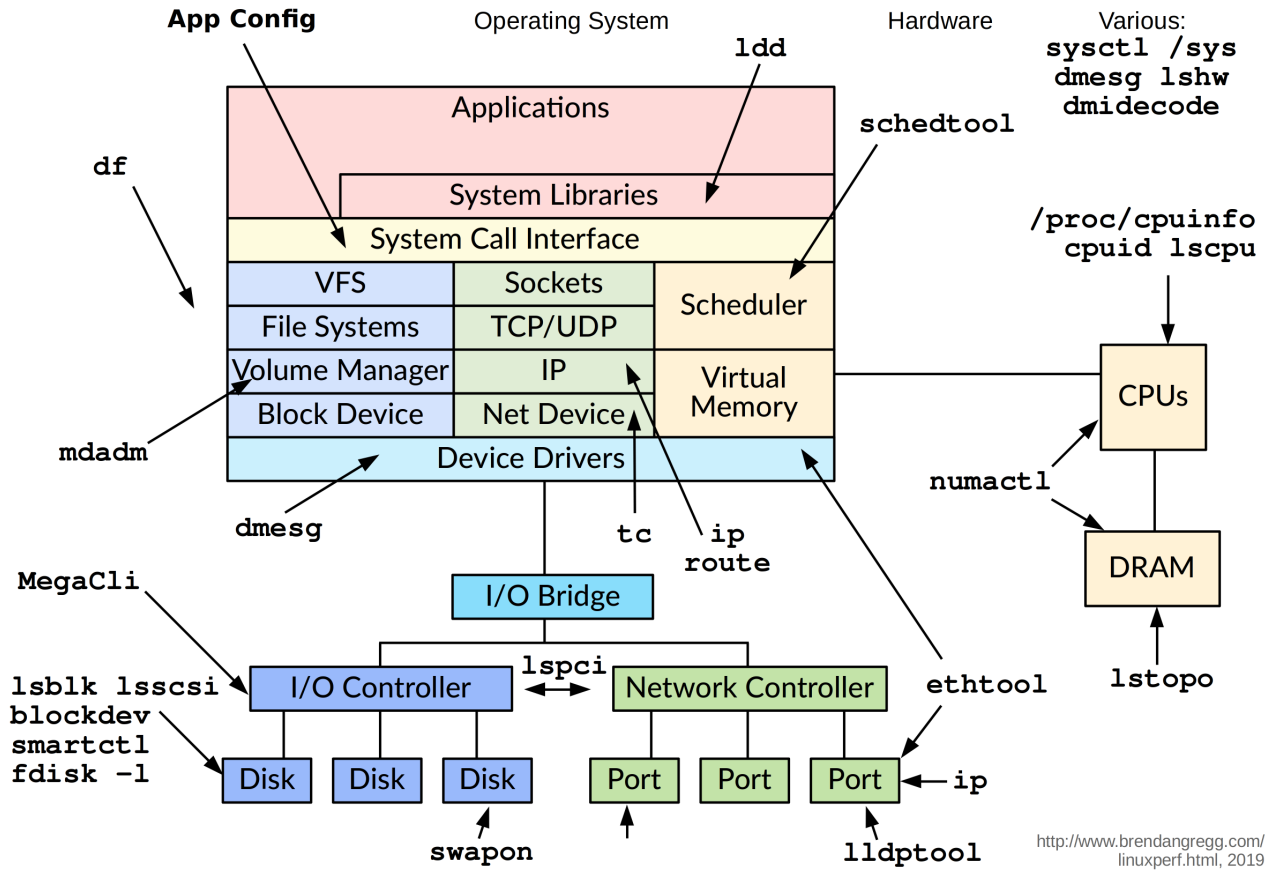 App Config
Operating System
Hardware
Various:
sysctl /sys
dmesg lshw
dmidecode
ldd
schedtool
df
Applications
System Libraries
System Call Interface
VFS
Sockets
Scheduler
File Systems
TCP/UDP
Volume Manager
IP
Virtual
Memory
Block Device
Net Device
Device Drivers
/proc/cpuinfo
cpuid lscpu
CPUs
mdadm
numactl
dmesg
tc
ip
route
DRAM
MegaCli
I/O Bridge
lspci
lsblk lsscsi
blockdev
smartctl
fdisk -l
I/O Controller
Network Controller
ethtool
lstopo
Disk
Disk
Disk
Port
Port
Port
ip
swapon
lldptool
http://www.brendangregg.com/
linuxperf.html, 2019